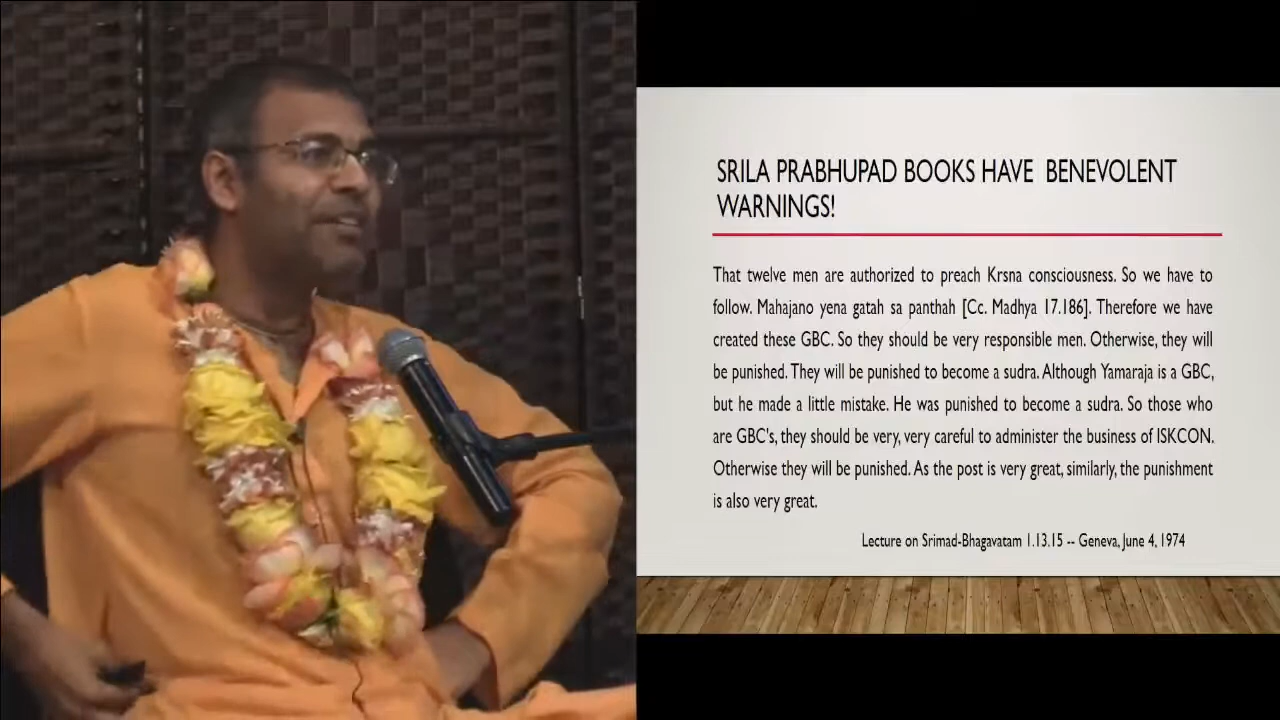 SRILA PRABHUPAD BOOKS HAVE BENEVOLENT
WARNINGS!
That twelve men are authorized to preach Krsna consciousness. So we have to
follow. Mahajano yena gatah sa panthah [Cc. Madhya 17.186]. Therefore we have
created these GBC. So they should be very responsible men. Otherwise, they will
be punished. They will be punished to become a sudra. Although Yamaraja is a GBC,
but he made a little mistake. He was punished to become a sudra. So those who
are GBC's, they should be very, very careful to administer the business of ISKCON.
Otherwise they will be punished. As the post is very great, similarly, the punishment
is also very great.
Lecture on Srimad-Bhagavatam 1.13.15 -- Geneva, June 4, 1974